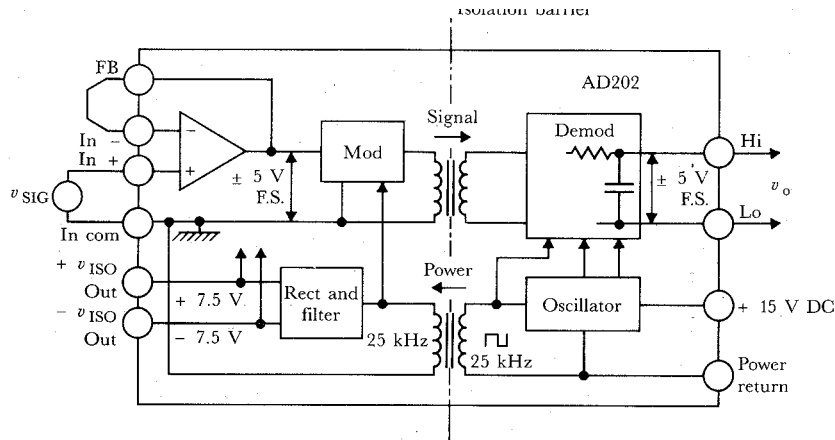 Isolation barrier
FB
AD202
Signal
Demod
In −
In +
Mod
± 5 V
F.S.
Hi
± 5 V
F.S.
v SIG
v o
In com
Lo
+ v ISO
Out
Power
+ 7.5 V
Rect and
filter
Oscillator
+ 15 V DC
− v ISO
Out
− 7.5 V
25 kHz
25 kHz
Power
return